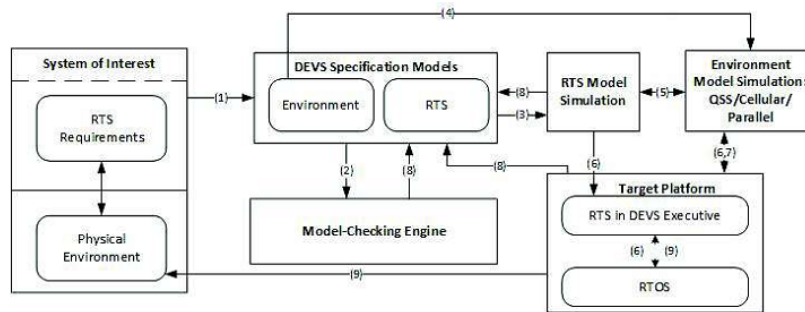 (4)
System of Interest
DEVS Specification Models
RTS Model
Simulation
Environment
Model Simulation:
QSS/Cellular/
Parallel
RTS
Requirements
(1)
Environment
RTS
(8)
(3)
(5)
(2)
(8)
(8)
(6)
(6,7)
Physical
Environment
Model-Checking Engine
Target Platform
RTS in DEVS Executive
(6)
(9)
RTOS
(9)